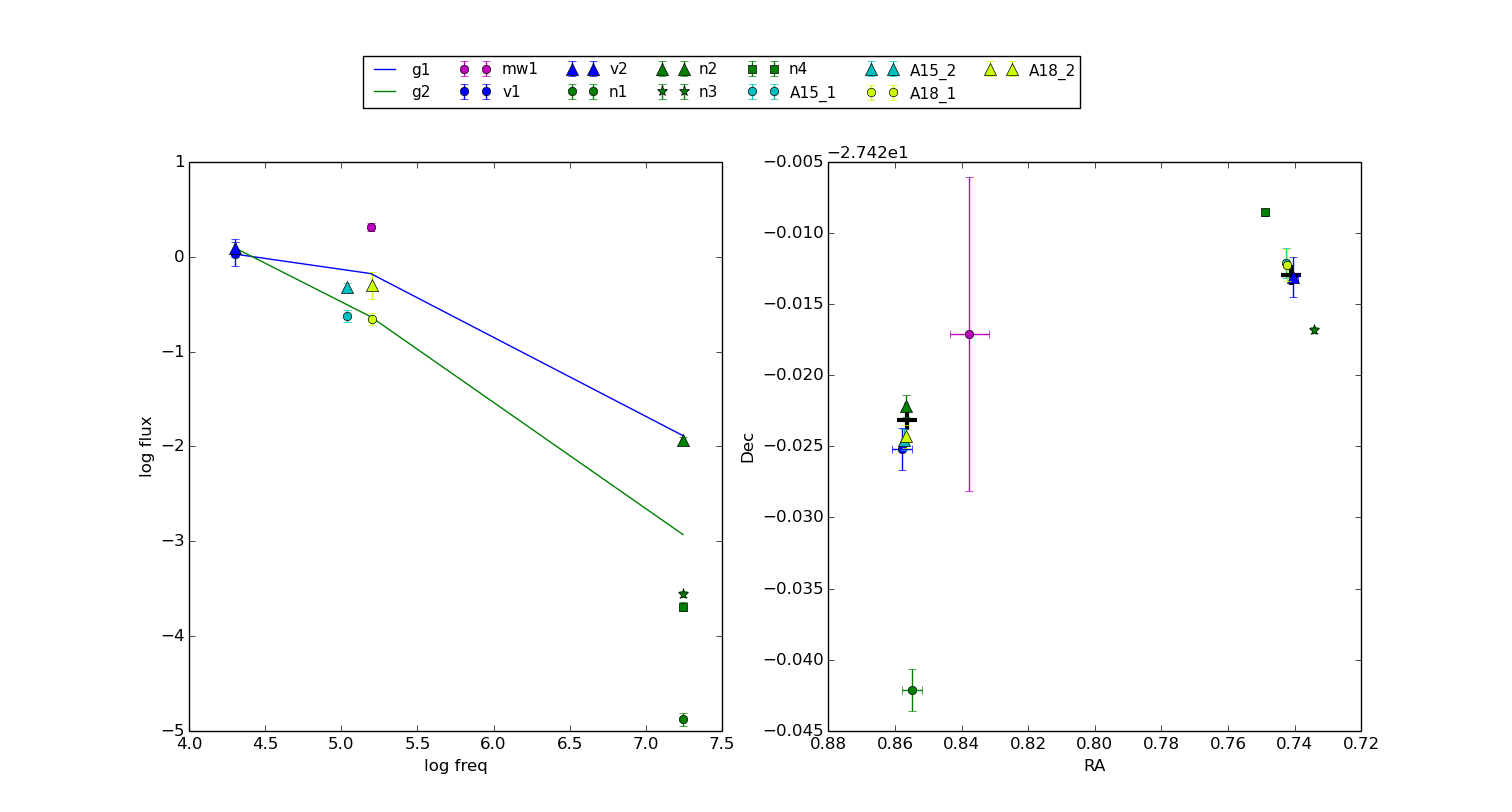 g1 mw1 v2 n2 n4 A15_2 A18_2
g2 v1 n1 n3 A15_1 A18_1
−2.742e1
1
0
−1
−2
−3
−4
−5
log flux
4.0 4.5 5.0 5.5 6.0 6.5 7.0 7.5
log freq
−0.005
−0.010
−0.015
−0.020
−0.025
−0.030
−0.035
−0.040
−0.045
Dec
0.88 0.86 0.84 0.82 0.80 0.78 0.76 0.74 0.72
RA